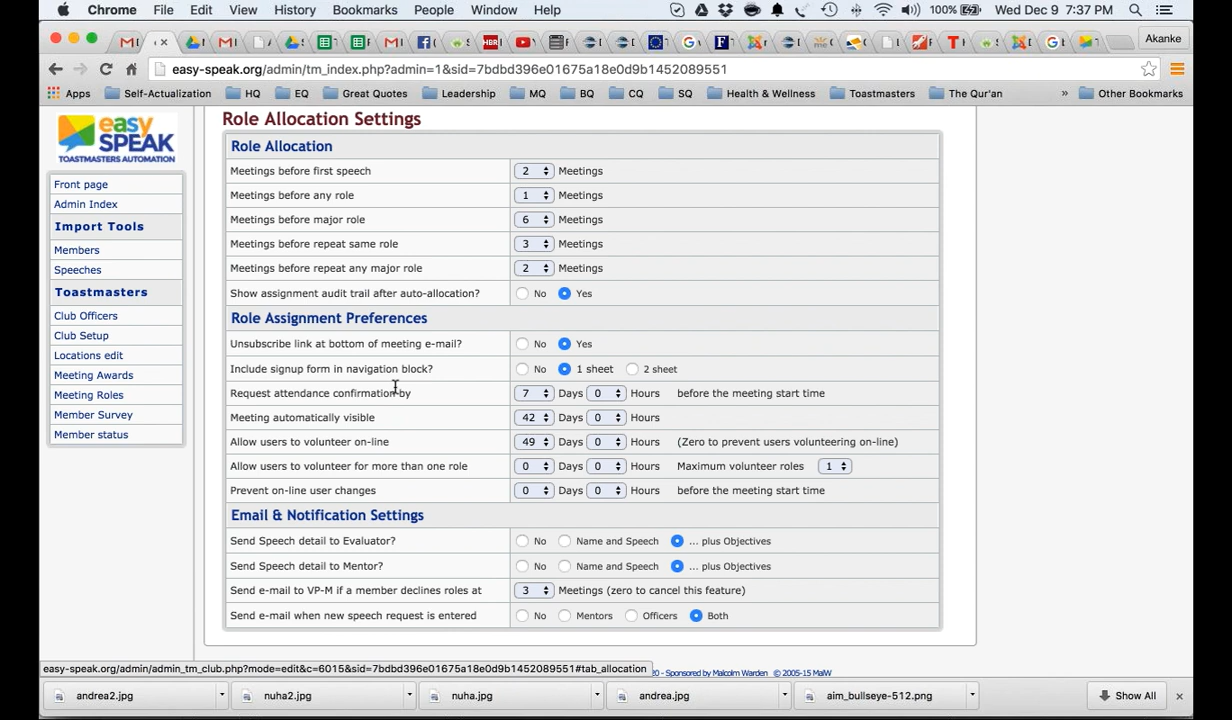 Chrome File Edit View History Bookmarks People Window Help 100% Wed Dec 9 7:37 PM
Akanke
easy-speak.org/admin/tm_index.php?admin=1&sid=7bdbd396e01675a18e0d9b1452089551
Apps Self-Actualization HQ EQ Great Quotes Leadership MQ BQ CQ SQ Health & Wellness Toastmasters The Qur'an » Other Bookmarks
easy
SPEAK
TOASTMASTERS AUTOMATION
Front page
Admin Index
Import Tools
Members
Speeches
Toastmasters
Club Officers
Club Setup
Locations edit
Meeting Awards
Meeting Roles
Member Survey
Member status
Role Allocation Settings
Role Allocation
Meetings before first speech 2 Meetings
Meetings before any role 1 Meetings
Meetings before major role 6 Meetings
Meetings before repeat same role 3 Meetings
Meetings before repeat any major role 2 Meetings
Show assignment audit trail after auto-allocation? No Yes
Role Assignment Preferences
Unsubscribe link at bottom of meeting e-mail? No Yes
Include signup form in navigation block? No 1 sheet 2 sheet
Request attendance confirmation by 7 Days 0 Hours before the meeting start time
Meeting automatically visible 42 Days 0 Hours
Allow users to volunteer on-line 49 Days 0 Hours (Zero to prevent users volunteering on-line)
Allow users to volunteer for more than one role 0 Days 0 Hours Maximum volunteer roles 1
Prevent on-line user changes 0 Days 0 Hours before the meeting start time
Email & Notification Settings
Send Speech detail to Evaluator? No Name and Speech ... plus Objectives
Send Speech detail to Mentor? No Name and Speech ... plus Objectives
Send e-mail to VP-M if a member declines roles at 3 Meetings (zero to cancel this feature)
Send e-mail when new speech request is entered No Mentors Officers Both
easy-speak.org/admin/admin_tm_club.php?mode=edit&c=6015&sid=7bdbd396e01675a18e0d9b1452089551#tab_allocation
20 - Sponsored by Malcolm Warden © 2005-15 MalW
andrea2.jpg nuha2.jpg nuha.jpg andrea.jpg aim_bullseye-512.png Show All